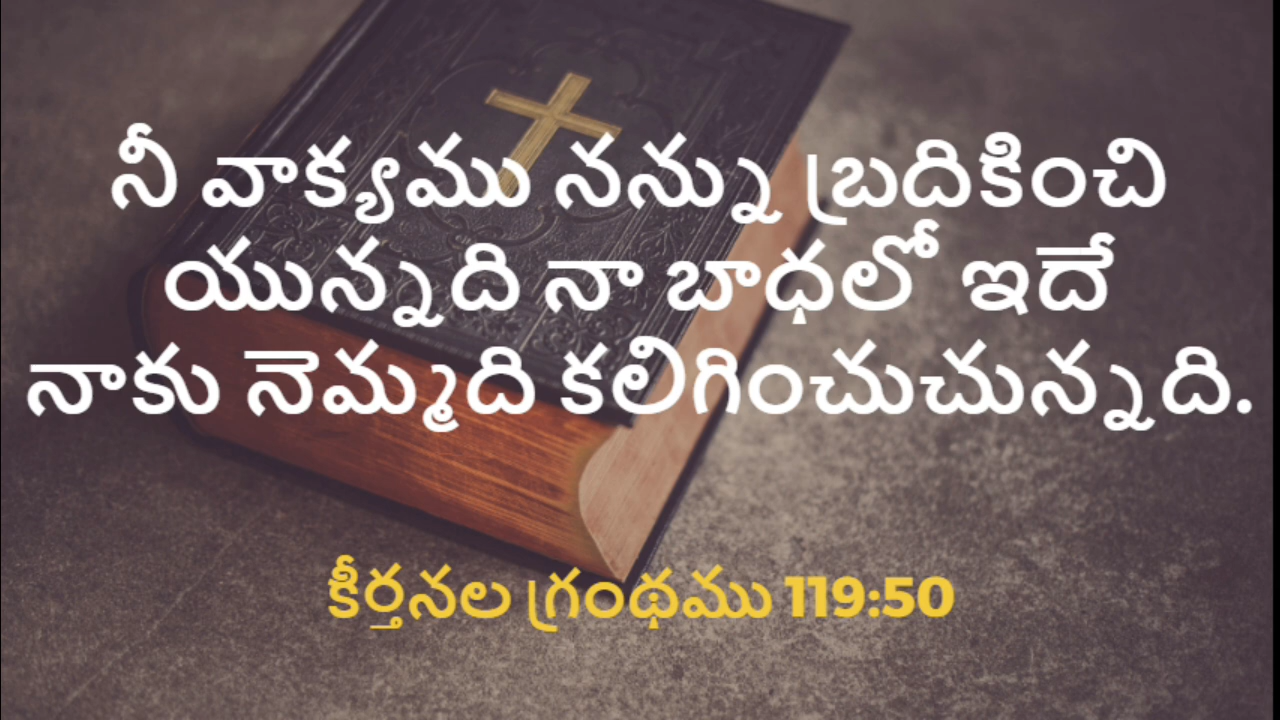 నీ వాక్యము నన్ను బ్రదికించి
యున్నది నా బాధలో ఇదే
నాకు నెమ్మది కలిగించుచున్నది.
కీర్తనల గ్రంథము 119:50